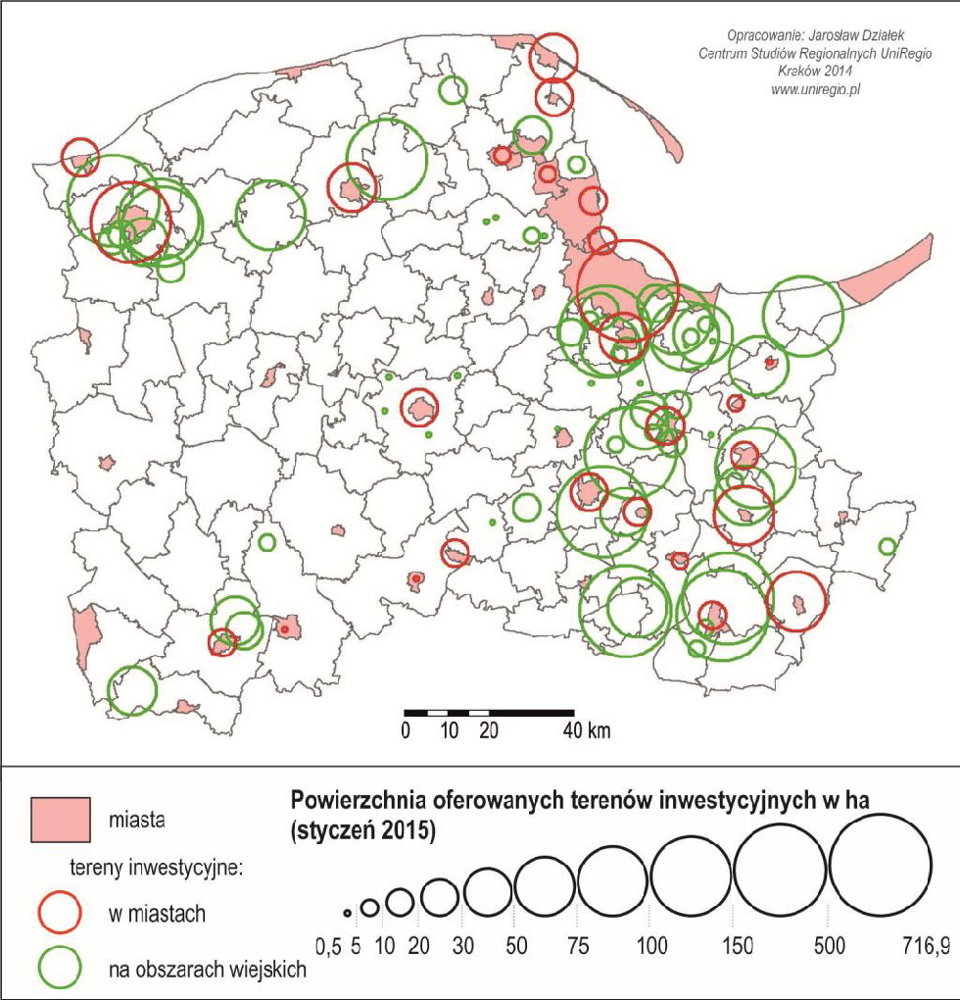 Opracowanie: Jarosław Działek
Centrum Studiów Regionalnych UniRegio
Kraków 2014
www.uniregio.pl
0 10 20 40 km
miasta
tereny inwestycyjne:
w miastach
na obszarach wiejskich
Powierzchnia oferowanych terenów inwestycyjnych w ha
(styczeń 2015)
0,5 5 10 20 30 50 75 100 150 500 716,9